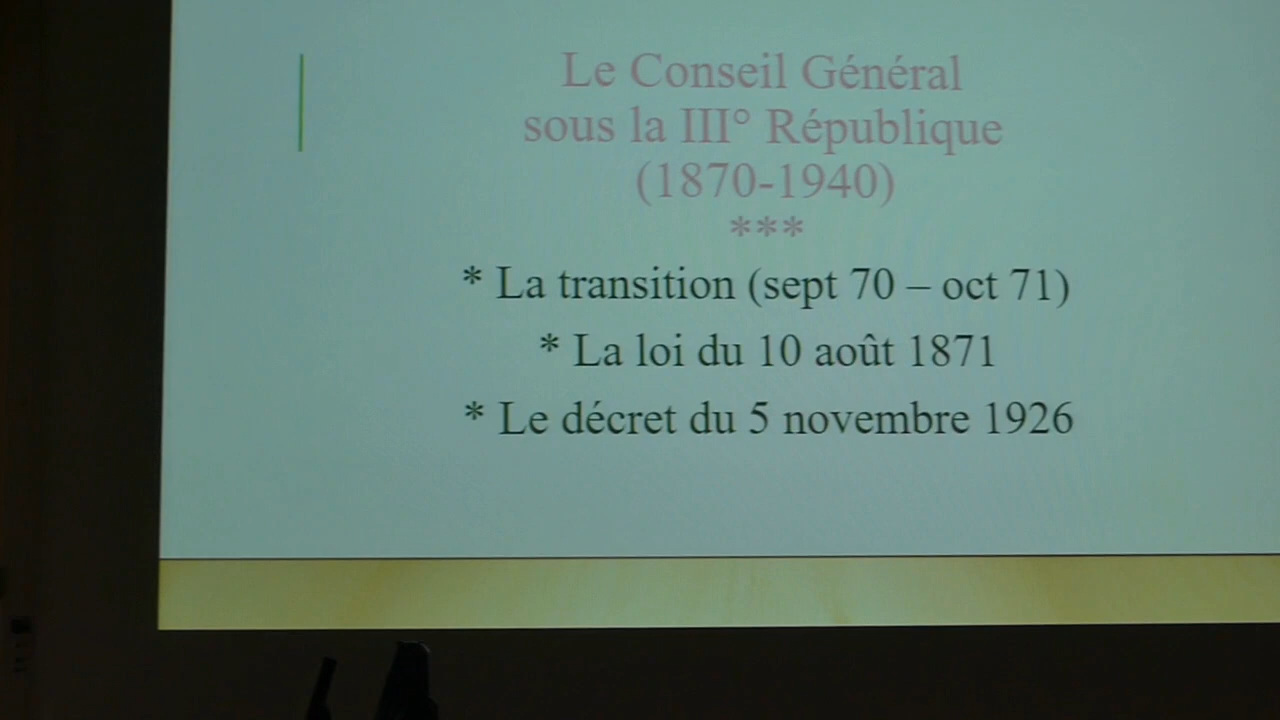 Le Conseil Général
sous la III° République
(1870-1940)
***
* La transition (sept 70 – oct 71)
* La loi du 10 août 1871
* Le décret du 5 novembre 1926